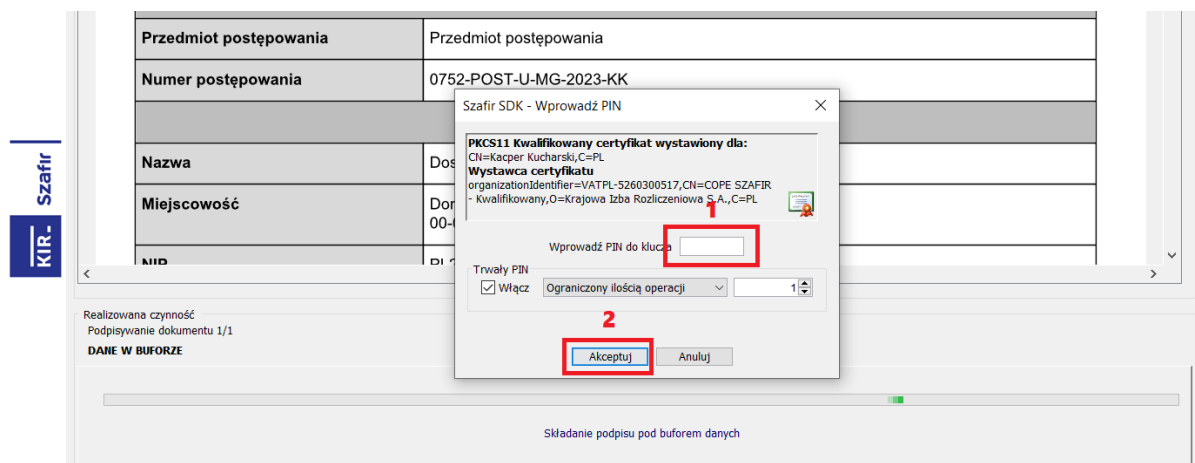 Przedmiot postępowania Przedmiot postępowania
Numer postępowania 0752-POST-U-MG-2023-KK
Szafir SDK - Wprowadź PIN
PKCS11 Kwalifikowany certyfikat wystawiony dla:
CN=Kacper Kucharski,C=PL
Wystawca certyfikatu
organizationIdentifier=VATPL-5260300517,CN=COPE SZAFIR
- Kwalifikowany,O=Krajowa Izba Rozliczeniowa S.A.,C=PL
1
Wprowadź PIN do klucza
Trwały PIN
Włącz Ograniczony ilością operacji 1
2
Akceptuj Anuluj
Nazwa
Miejscowość
KIR Szafir
Realizowana czynność
Podpisywanie dokumentu 1/1
DANE W BUFORZE
Składanie podpisu pod buforem danych